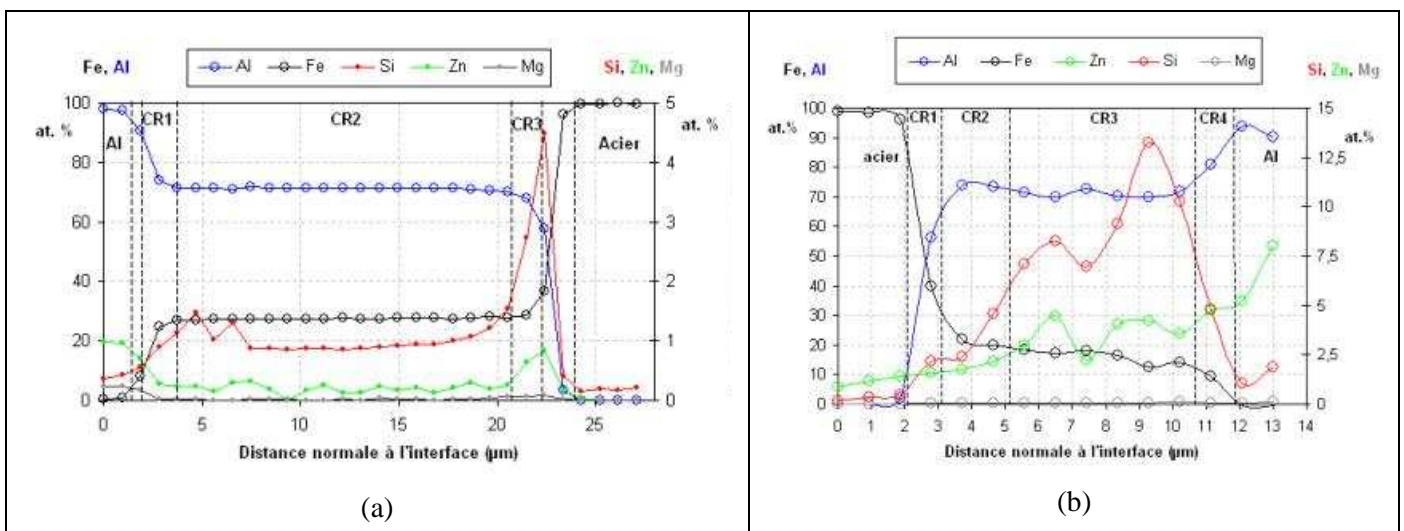 Fe, Al
Al Fe Si Zn Mg
Si, Zn, Mg
at. %
100
80
60
40
20
0
Al
CR1
CR2
CR3
Acier
at. %
5
4
3
2
1
0
0 5 10 15 20 25
Distance normale à l'interface (µm)
(a)
Fe, Al
Al Fe Zn Si Mg
Si, Zn, Mg
at. %
100
90
80
70
60
50
40
30
20
10
0
acier
CR1
CR2
CR3
CR4
Al
at.%
15
12,5
10
7,5
5
2,5
0
0 1 2 3 4 5 6 7 8 9 10 11 12 13 14
Distance normale à l'interface (µm)
(b)